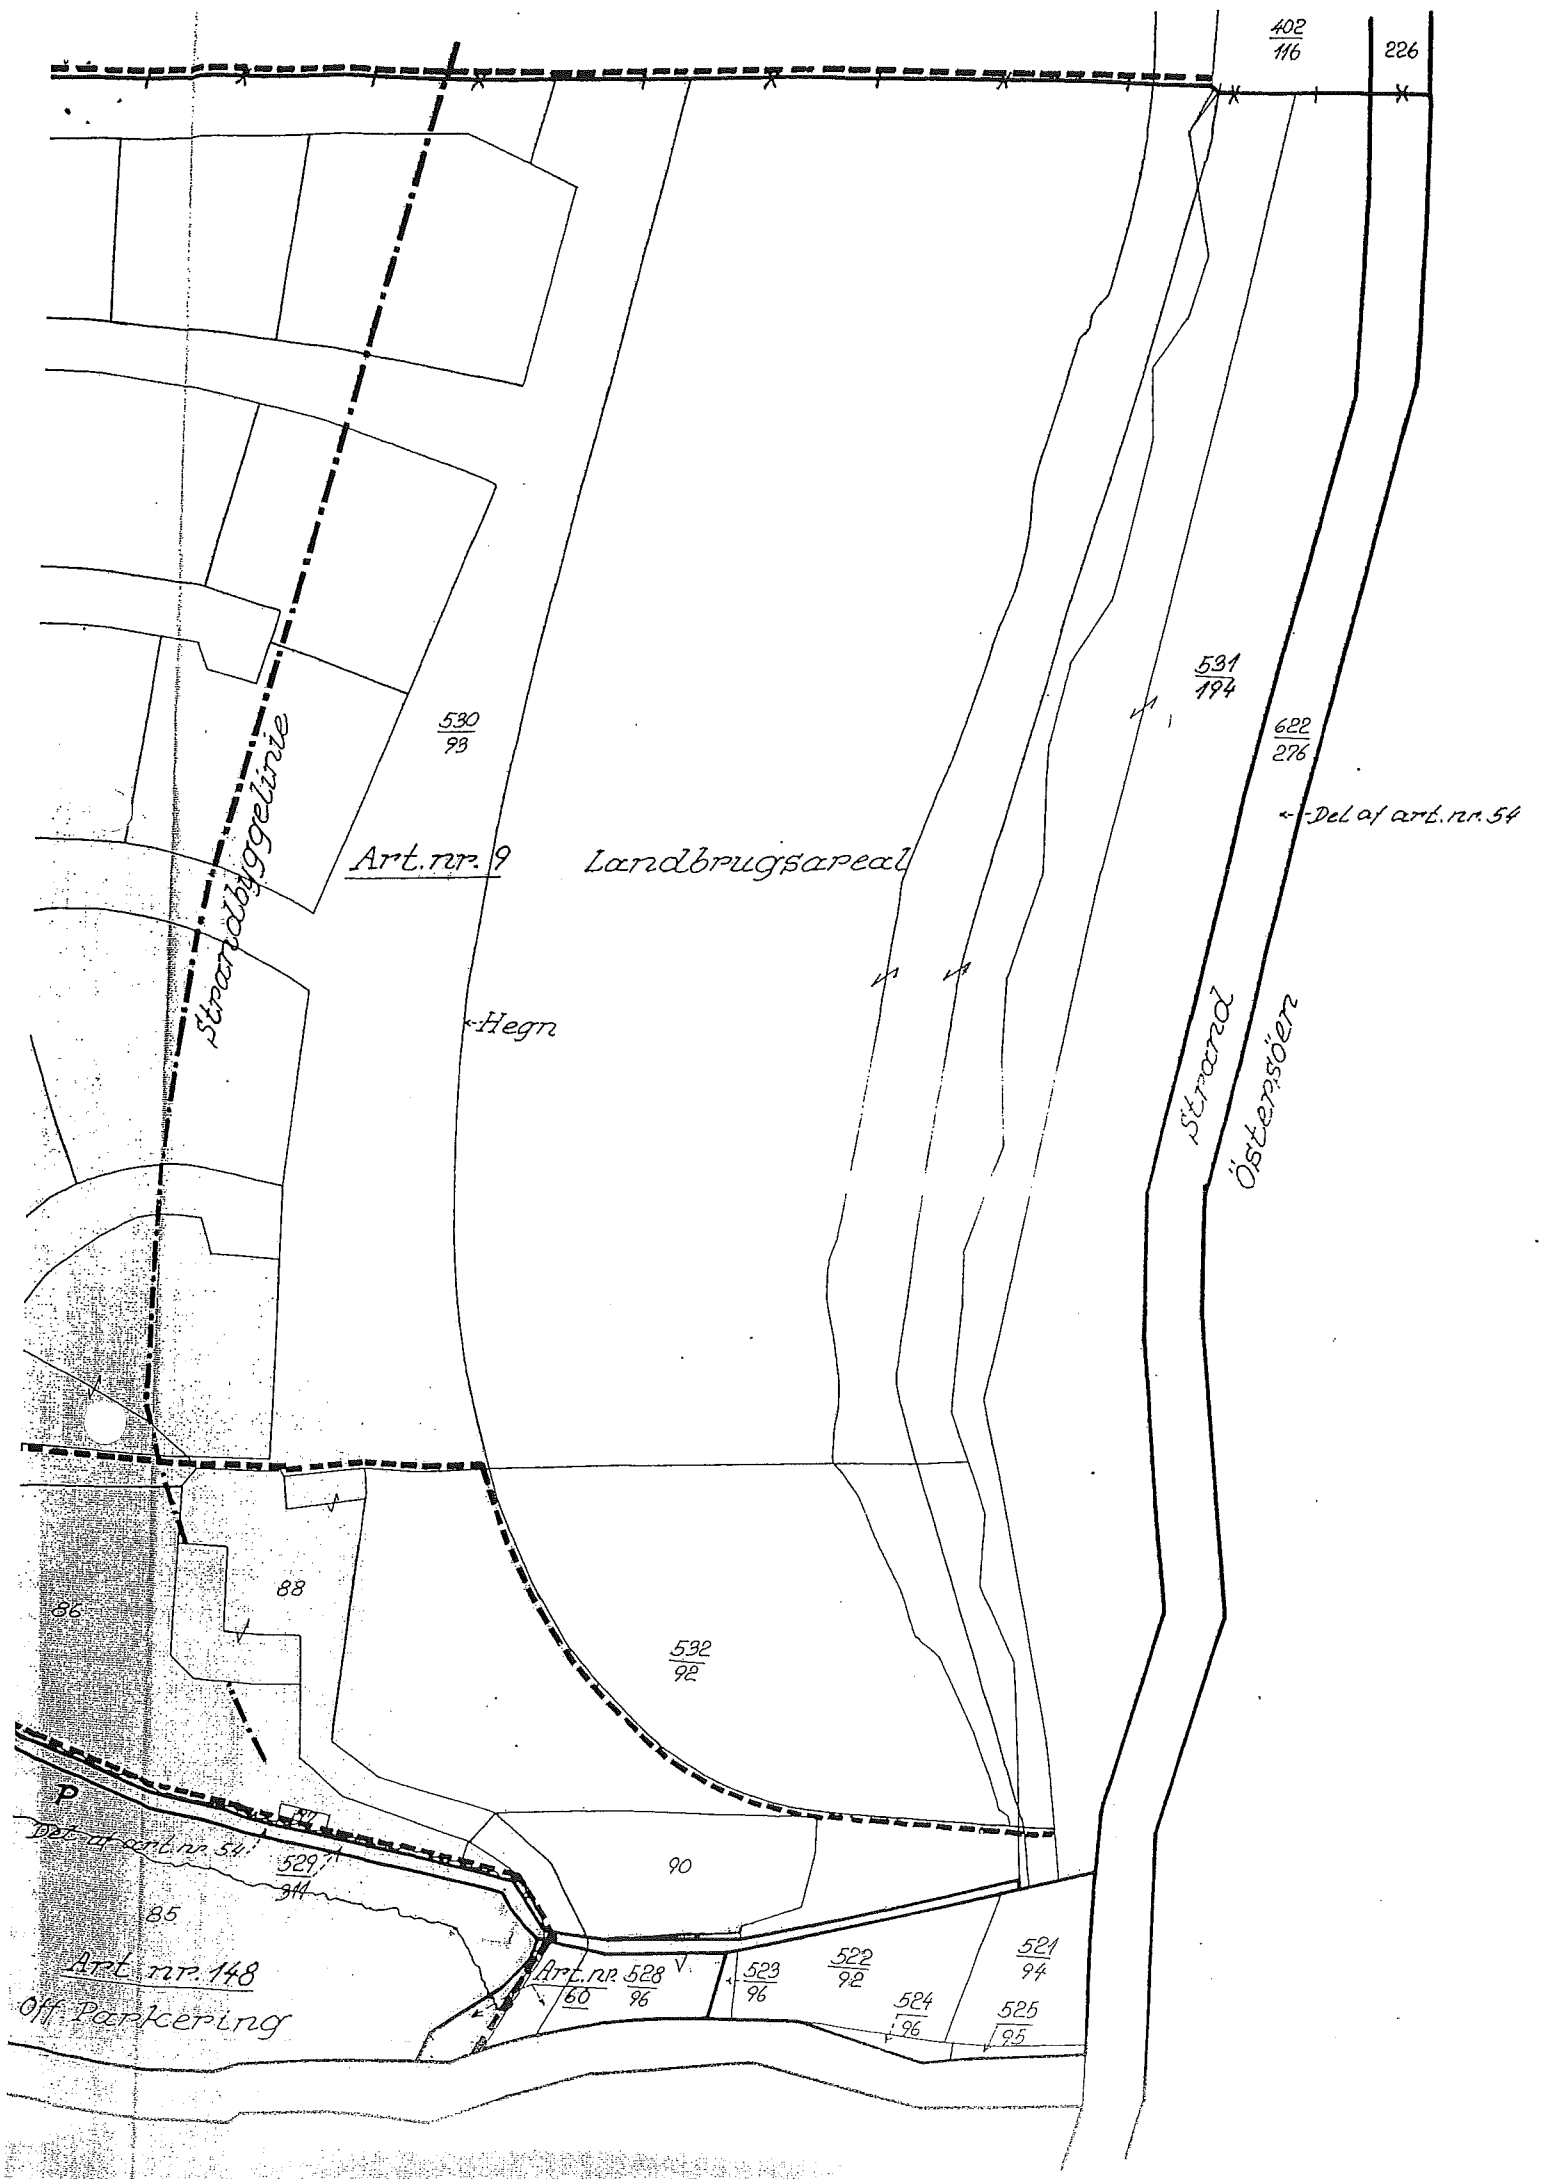 402
116
226
531
194
530
93
622
276
Strandbyggelinie
Del af art.nr. 54
Art.nr. 9
Landbrugsareal
Hegn
Strand
Östersöen
88
86
532
92
P
87
Del af art.nr. 54
529
311
90
85
Art nr. 148
Off. Parkering
Art.nr.
60
528
96
523
96
522
92
521
94
524
96
525
95